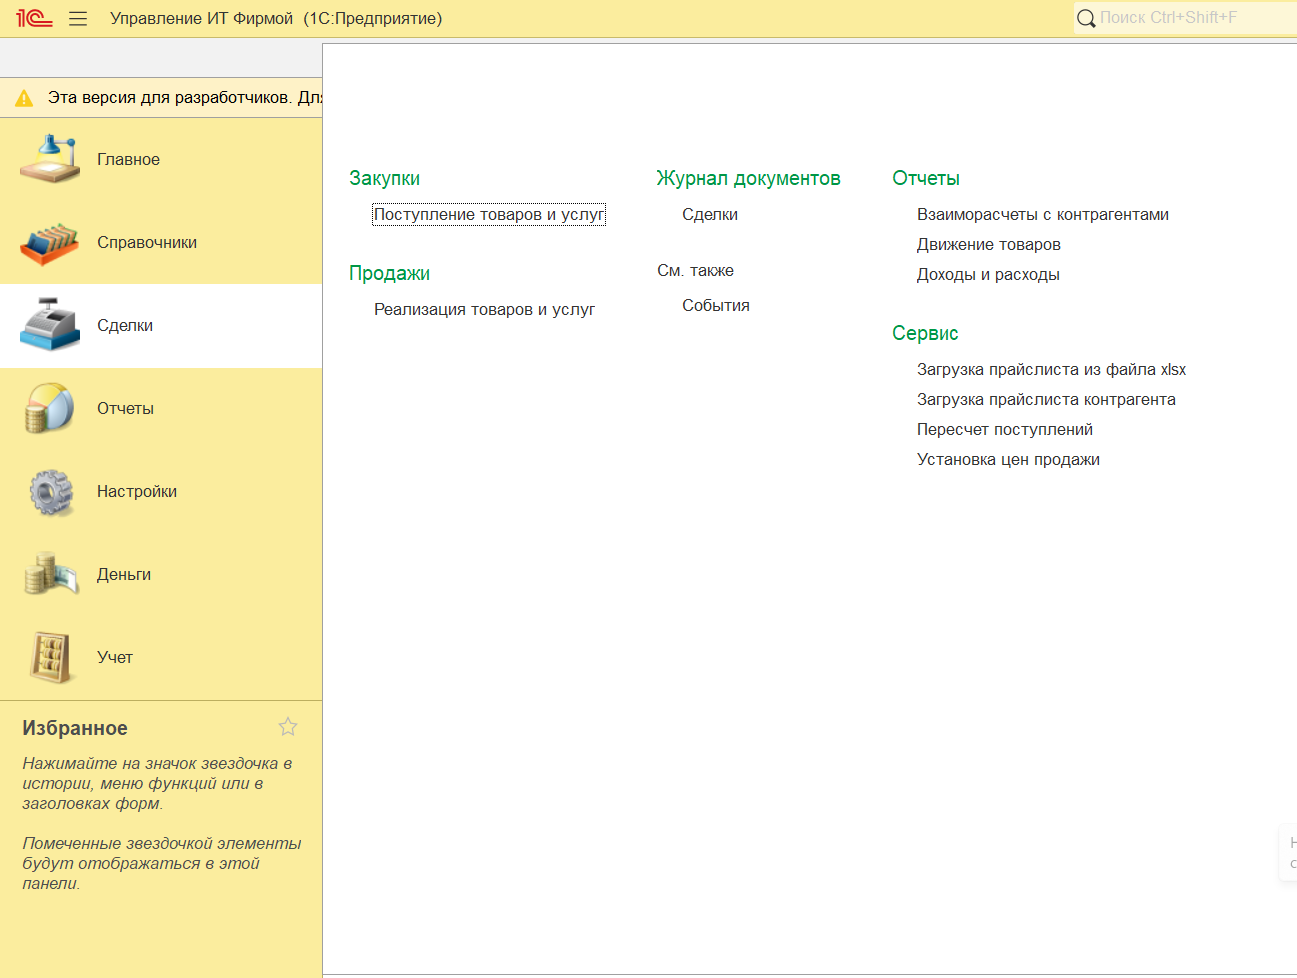 1С Управление ИТ Фирмой (1С:Предприятие)
Поиск Ctrl+Shift+F
Эта версия для разработчиков. Для
Главное
Справочники
Сделки
Отчеты
Настройки
Деньги
Учет
Избранное
Нажимайте на значок звездочка в
истории, меню функций или в
заголовках форм.
Помеченные звездочкой элементы
будут отображаться в этой
панели.
Закупки
Поступление товаров и услуг
Продажи
Реализация товаров и услуг
Журнал документов
Сделки
См. также
События
Отчеты
Взаиморасчеты с контрагентами
Движение товаров
Доходы и расходы
Сервис
Загрузка прайслиста из файла xlsx
Загрузка прайслиста контрагента
Пересчет поступлений
Установка цен продажи